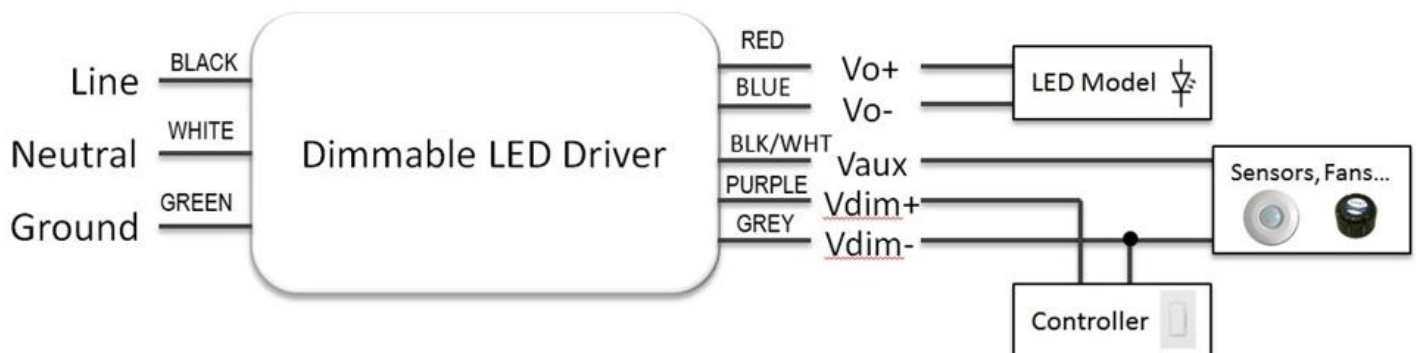 Line
BLACK
Neutral
WHITE
Ground
GREEN
Dimmable LED Driver
RED
Vo+
BLUE
Vo-
BLK/WHT
Vaux
PURPLE
Vdim+
GREY
Vdim-
LED Model
Sensors, Fans...
Controller